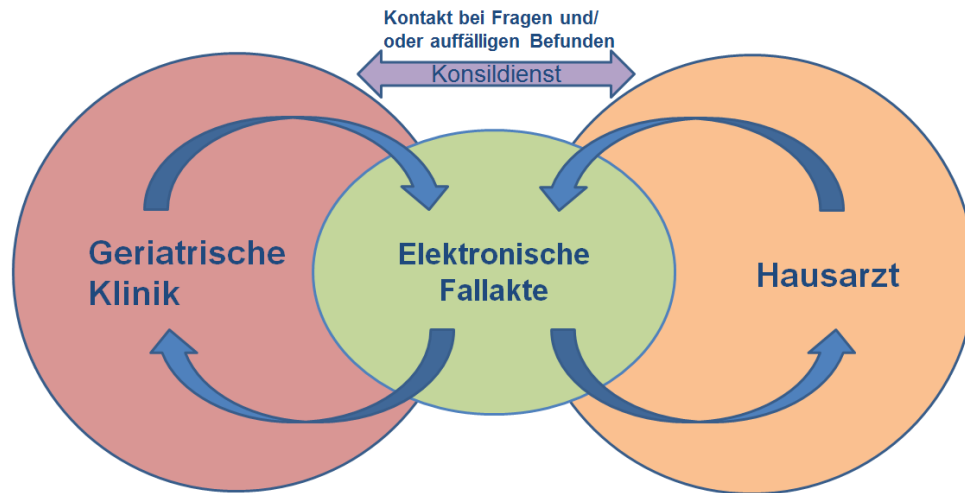 Kontakt bei Fragen und/
oder auffälligen Befunden
Konsildienst
Geriatrische
Klinik
Elektronische
Fallakte
Hausarzt